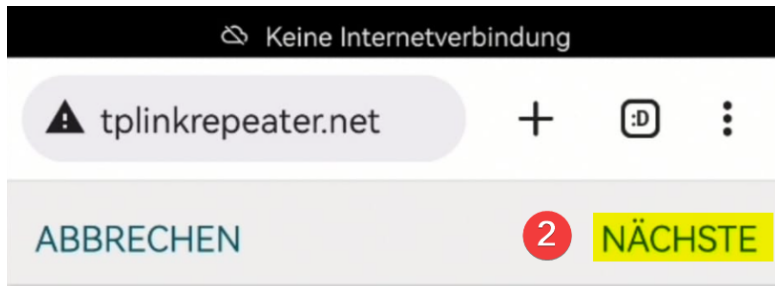 Keine Internetverbindung
tplinkrepeater.net :D
ABBRECHEN 2 NÄCHSTE